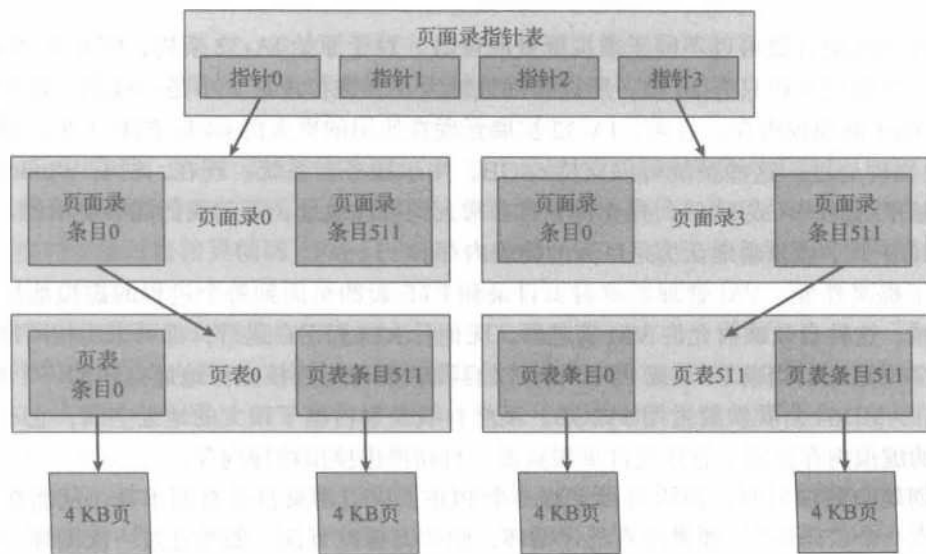 页面录指针表
指针0 指针1 指针2 指针3
页面录
条目0
页面录0
页面录
条目511
页面录
条目0
页面录3
页面录
条目511
页表
条目0
页表0
页表条目511
页表条目0
页表511
页表条目511
4 KB页
4 KB页
4 KB页
4 KB页